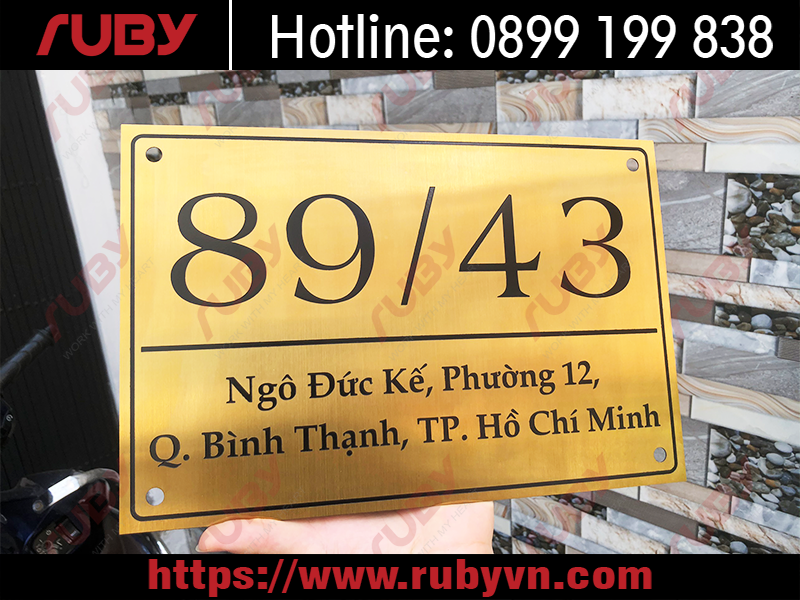 RUBY
Hotline: 0899 199 838
89/43
Ngô Đức Kế, Phường 12,
Q. Bình Thạnh, TP. Hồ Chí Minh
https://www.rubyvn.com